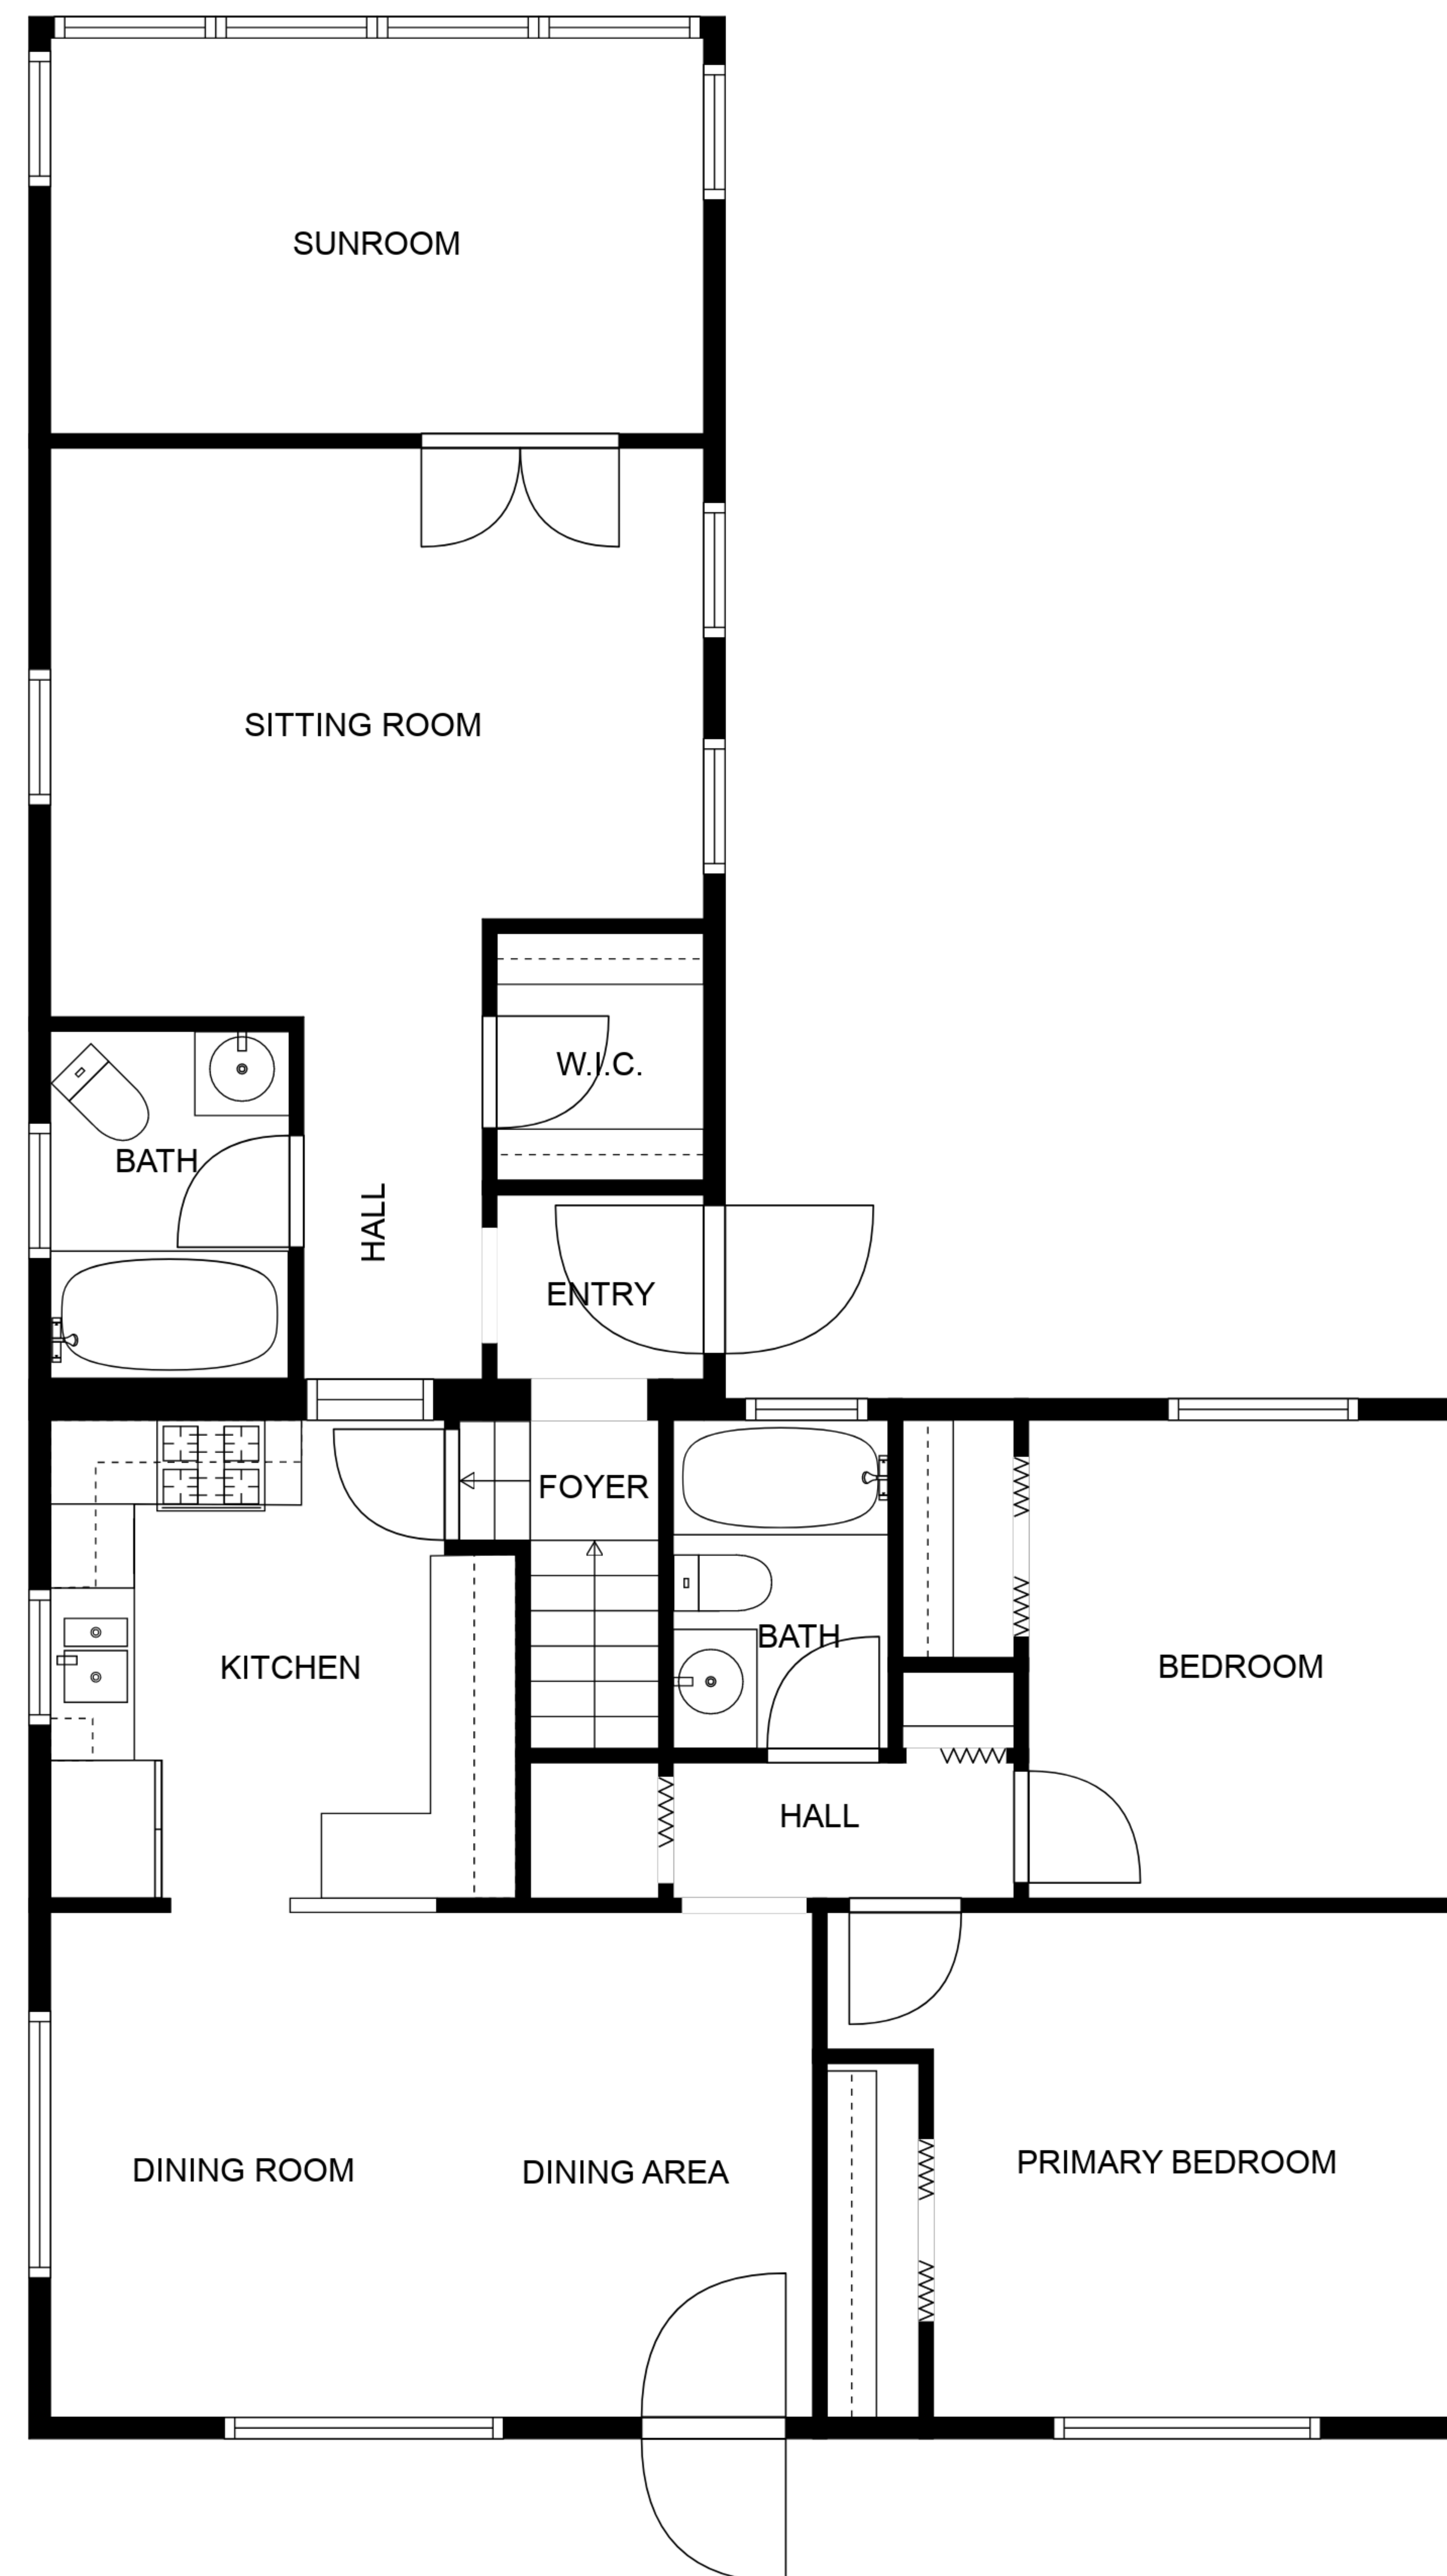 SUNROOM
SITTING ROOM
W.I.C.
BATH
HALL
ENTRY
FOYER
BATH
KITCHEN
BEDROOM
HALL
DINING ROOM
DINING AREA
PRIMARY BEDROOM